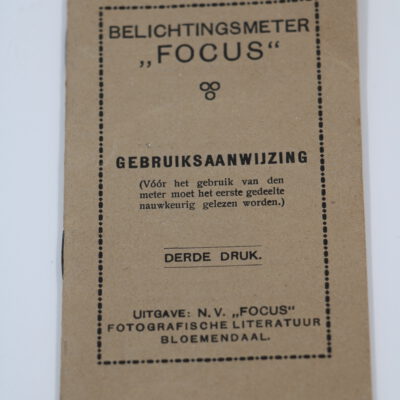 BELICHTINGSMETER
„FOCUS“
GEBRUIKSAANWIJZING
(Vóór het gebruik van den
meter moet het eerste gedeelte
nauwkeurig gelezen worden.)
DERDE DRUK.
UITGAVE: N. V. „FOCUS”
FOTOGRAFISCHE LITERATUUR
BLOEMENDAAL.